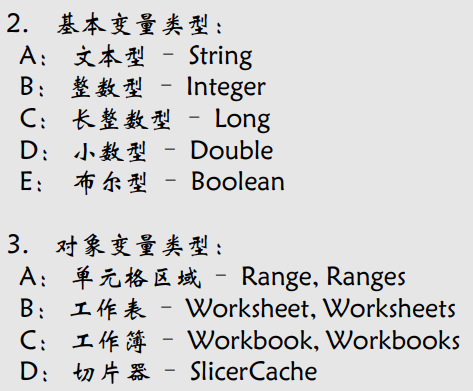 2. 基本变量类型：
A： 文本型 – String
B： 整数型 – Integer
C： 长整数型 – Long
D： 小数型 – Double
E： 布尔型 – Boolean
3. 对象变量类型：
A： 单元格区域 – Range, Ranges
B： 工作表 – Worksheet, Worksheets
C： 工作簿 – Workbook, Workbooks
D： 切片器 – SlicerCache